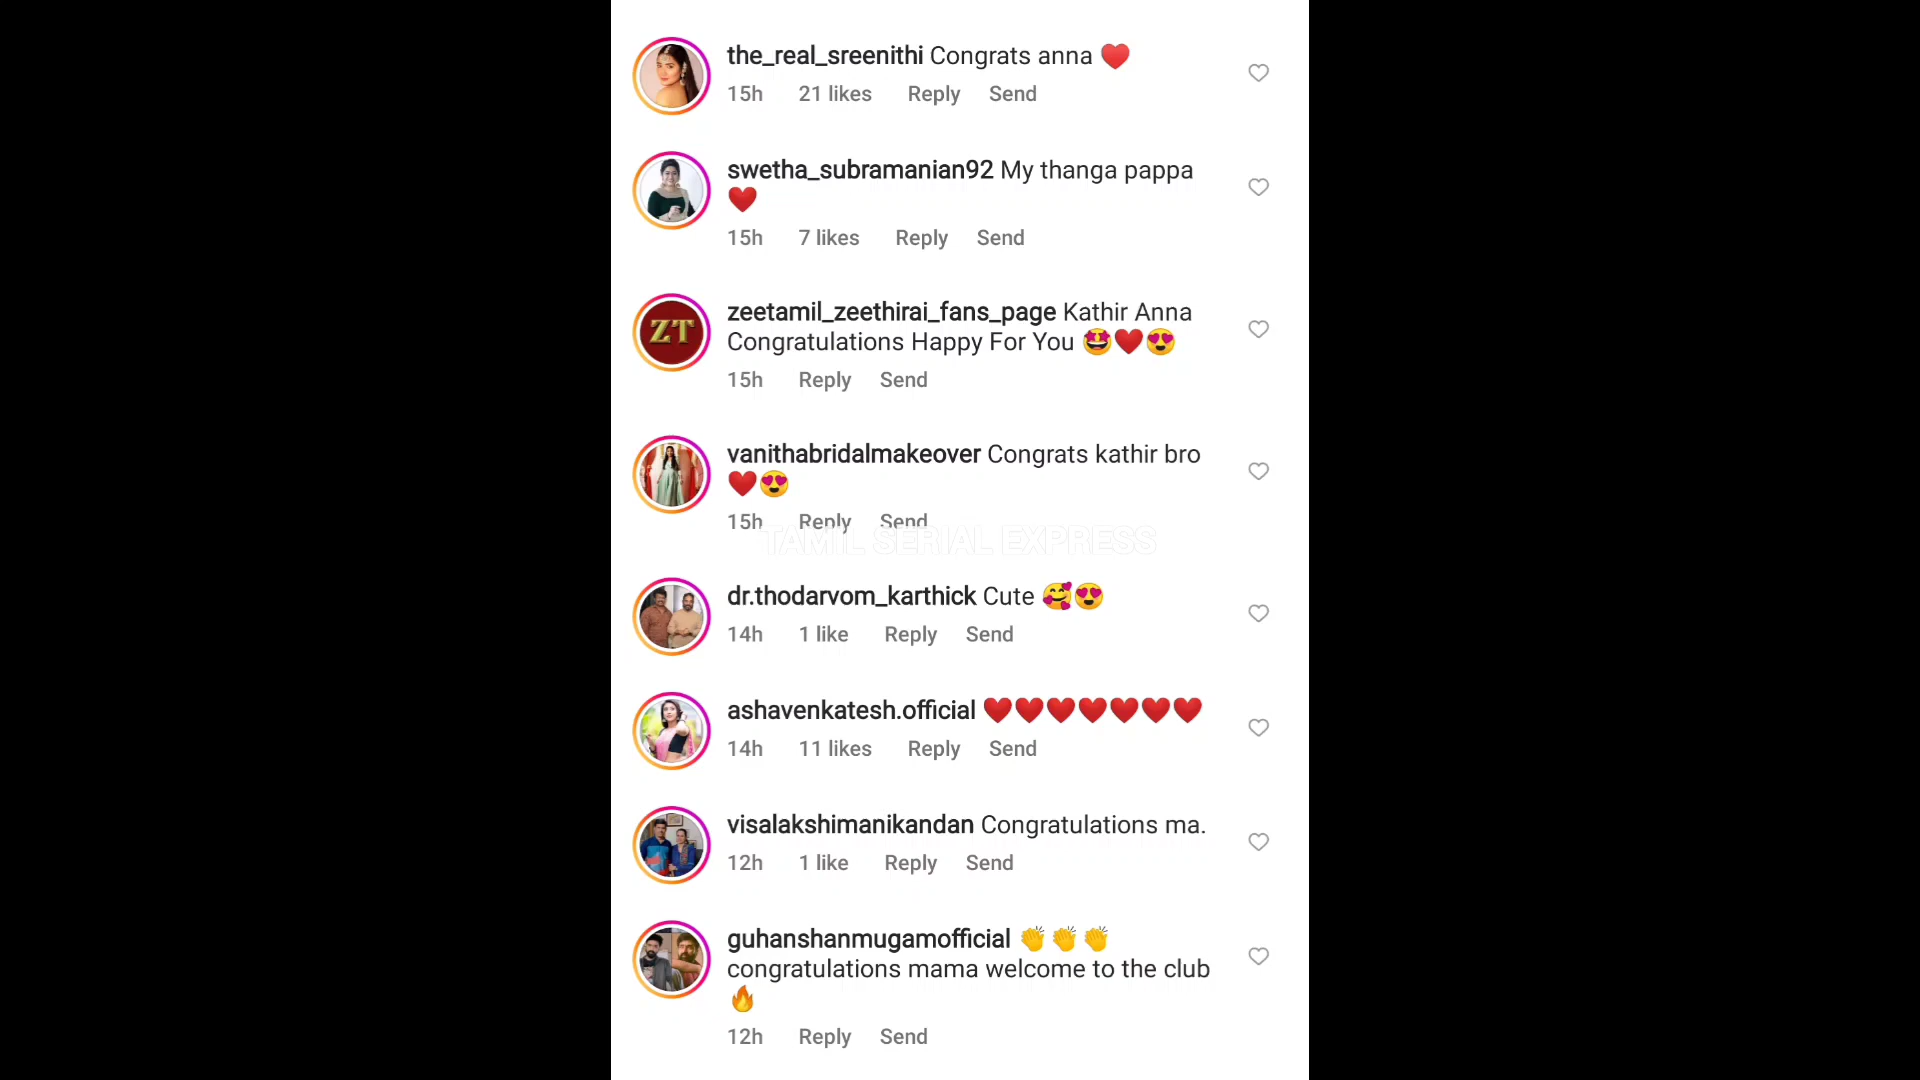 the_real_sreenithi Congrats anna ❤️
15h 21 likes Reply Send
swetha_subramanian92 My thanga pappa
❤️
15h 7 likes Reply Send
zeetamil_zeethirai_fans_page Kathir Anna
ZT
Congratulations Happy For You 🤩❤️😍
15h Reply Send
vanithabridalmakeover Congrats kathir bro
❤️😍
15h Reply Send
TAMIL SERIAL EXPRESS
dr.thodarvom_karthick Cute 🥰😍
14h 1 like Reply Send
ashavenkatesh.official ❤️❤️❤️❤️❤️❤️❤️
14h 11 likes Reply Send
visalakshimanikandan Congratulations ma.
12h 1 like Reply Send
guhanshanmugamofficial 👏👏👏
congratulations mama welcome to the club
🔥
12h Reply Send